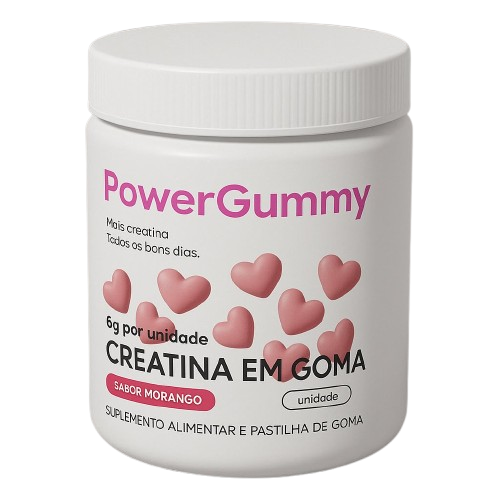 PowerGummy
Mais creatina
Todos os bons dias.
6g por unidade
CREATINA EM GOMA
SABOR MORANGO
unidade
SUPLEMENTO ALIMENTAR E PASTILHA DE GOMA